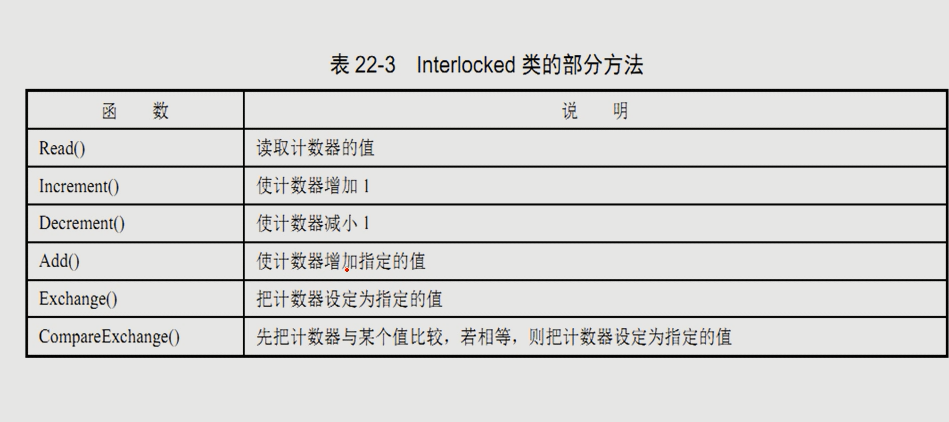 表 22-3 Interlocked 类的部分方法
函 数 说 明
Read() 读取计数器的值
Increment() 使计数器增加 1
Decrement() 使计数器减小 1
Add() 使计数器增加指定的值
Exchange() 把计数器设定为指定的值
CompareExchange() 先把计数器与某个值比较，若相等，则把计数器设定为指定的值